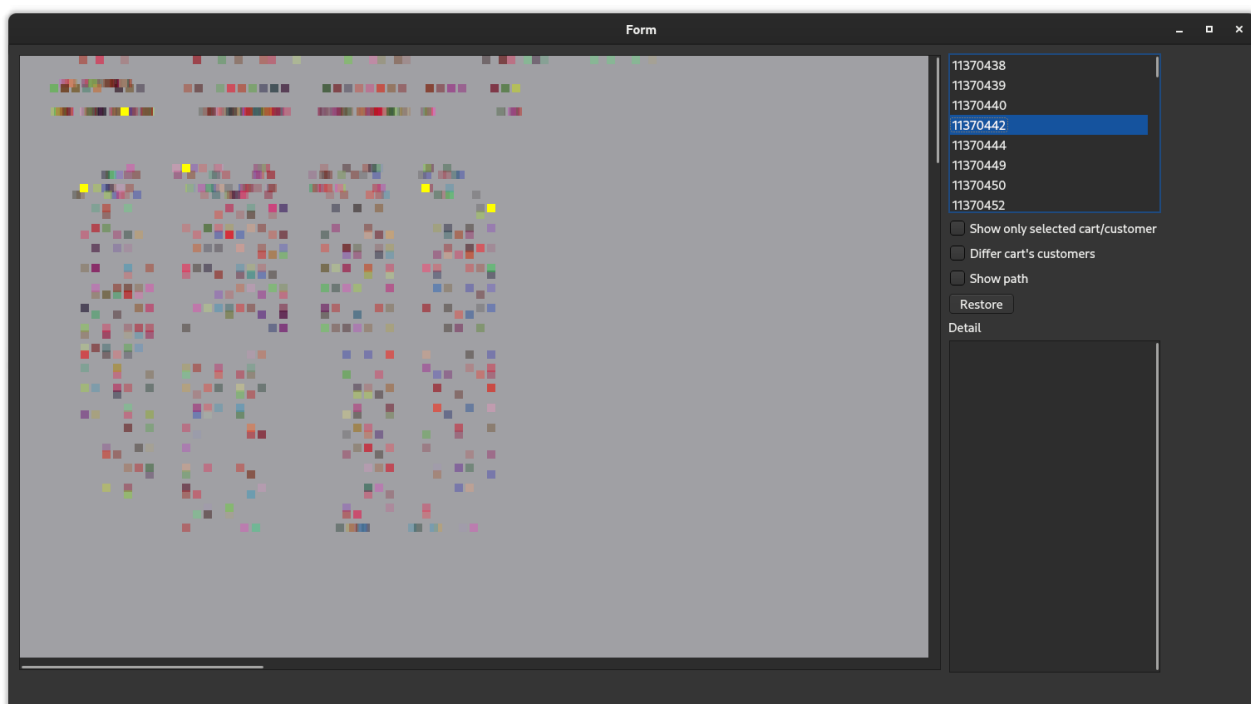 Form
11370438
11370439
11370440
11370442
11370444
11370449
11370450
11370452
Show only selected cart/customer
Differ cart's customers
Show path
Restore
Detail